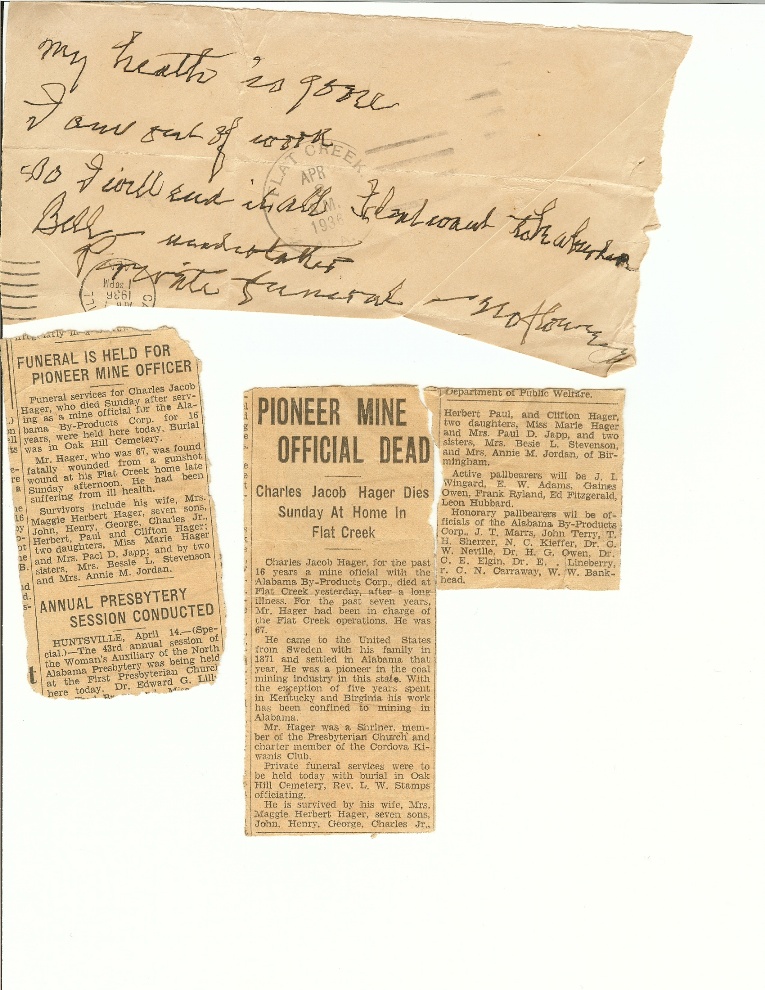 My heath is gone
I am out of work
So I will end it all I dont want
Bell undertaker
Private funeral — no flowers
FLAT CREEK
APR
P.M.
1936
APR
1936
FUNERAL IS HELD FOR
PIONEER MINE OFFICER
Funeral services for Charles Jacob
Hager, who died Sunday after serv-
ing as a mine official for the Ala-
bama By-Products Corp. for 16
years, were held here today. Burial
was in Oak Hill Cemetery.
Mr. Hager, who was 67, was found
fatally wounded from a gunshot
wound at his Flat Creek home late
Sunday afternoon. He had been
suffering from ill health.
Survivors include his wife, Mrs.
Maggie Herbert Hager, seven sons,
John, Henry, George, Charles Jr.,
Herbert, Paul and Clifton Hager;
two daughters, Miss Marie Hager
and Mrs. Paul D. Japp; and by two
sisters, Mrs. Bessie L. Stevenson
and Mrs. Annie M. Jordan.
ANNUAL PRESBYTERY
SESSION CONDUCTED
HUNTSVILLE, April 14.—(Spe-
cial.)—The 43rd annual session of
the Woman's Auxiliary of the North
Alabama Presbytery was being held
at the First Presbyterian Church
here today. Dr. Edward G. Lill-
PIONEER MINE
OFFICIAL DEAD
Charles Jacob Hager Dies
Sunday At Home In
Flat Creek
Charles Jacob Hager, for the past
16 years a mine official with the
Alabama By-Products Corp., died at
Flat Creek yesterday, after a long
illness. For the past seven years,
Mr. Hager had been in charge of
the Flat Creek operations. He was
67.
He came to the United States
from Sweden with his family in
1871 and settled in Alabama that
year. He was a pioneer in the coal
mining industry in this state. With
the exception of five years spent
in Kentucky and Birginia his work
has been confined to mining in
Alabama.
Mr. Hager was a Shriner, mem-
ber of the Presbyterian Church and
charter member of the Cordova Ki-
wanis Club.
Private funeral services were to
be held today with burial in Oak
Hill Cemetery, Rev. L. W. Stamps
officiating.
He is survived by his wife, Mrs.
Maggie Herbert Hager, seven sons,
John, Henry, George, Charles Jr.,
Department of Public Welfare.
Herbert Paul, and Clifton Hager,
two daughters, Miss Marie Hager
and Mrs. Paul D. Japp, and two
sisters, Mrs. Besie L. Stevenson,
and Mrs. Annie M. Jordan, of Bir-
mingham.
Active pallbearers will be J. I.
Wingard, E. W. Adams, Gaines
Owen, Frank Ryland, Ed Fitzgerald,
Leon Hubbard.
Honorary pallbearers will be of-
ficials of the Alabama By-Products
Corp., J. T. Marrs, John Terry, T.
H. Sherrer, N. C. Kieffer, Dr. G.
W. Neville, Dr. H. G. Owen, Dr.
C. E. Elgin, Dr. E. Lineberry,
r. C. N. Carraway, W. W. Bank-
head.